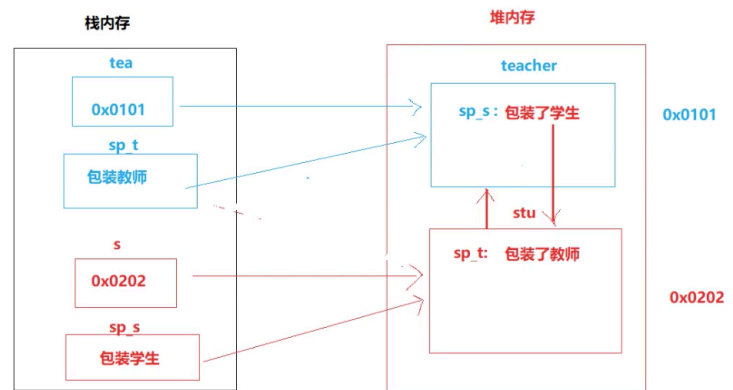 栈内存
堆内存
tea
teacher
0x0101
sp_s：包装了学生
0x0101
sp_t
包装教师
stu
s
sp_t: 包装了教师
0x0202
0x0202
sp_s
包装学生